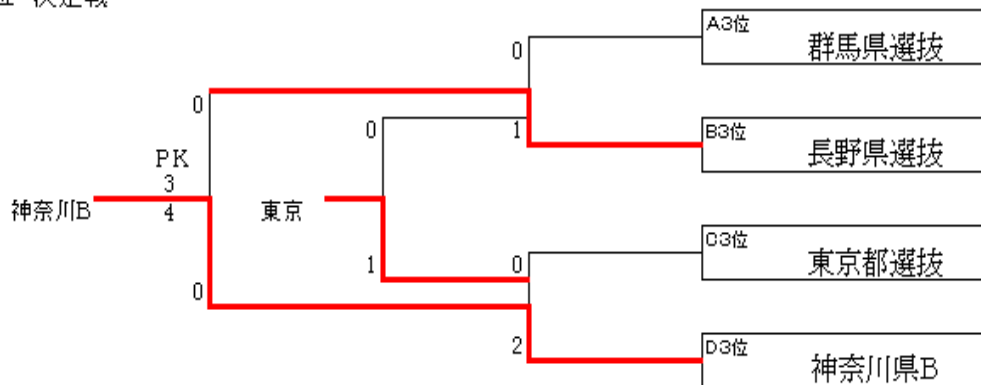 決定戦
A3位
群馬県選抜
0
0
1
B3位
長野県選抜
0
PK
3
神奈川B
4
東京
C3位
東京都選抜
1
0
0
2
D3位
神奈川県B